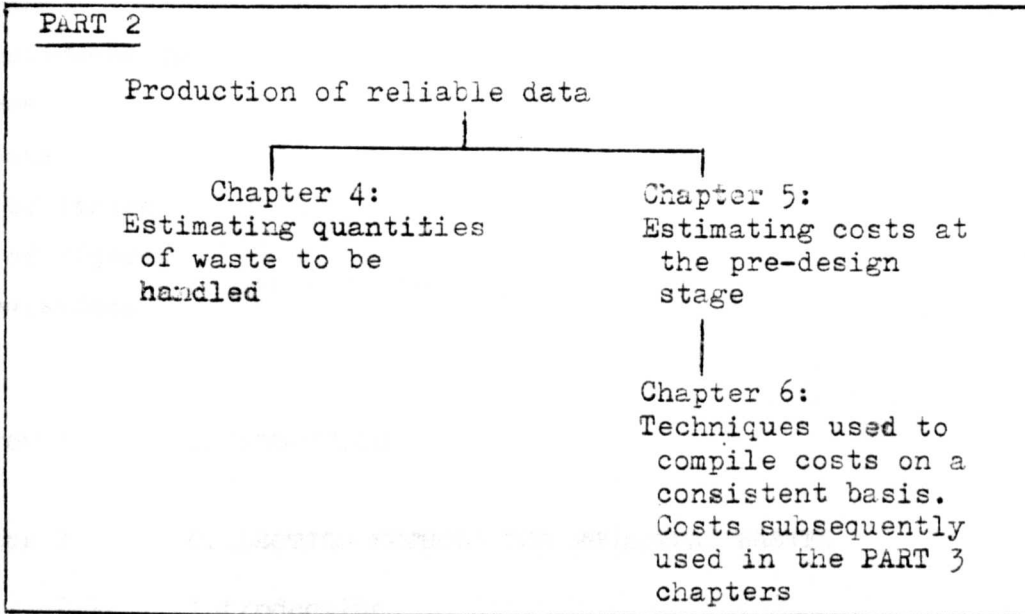 PART 2
Production of reliable data
Chapter 4:
Estimating quantities
of waste to be
handled
Chapter 5:
Estimating costs at
the pre-design
stage
Chapter 6:
Techniques used to
compile costs on a
consistent basis.
Costs subsequently
used in the PART 3
chapters